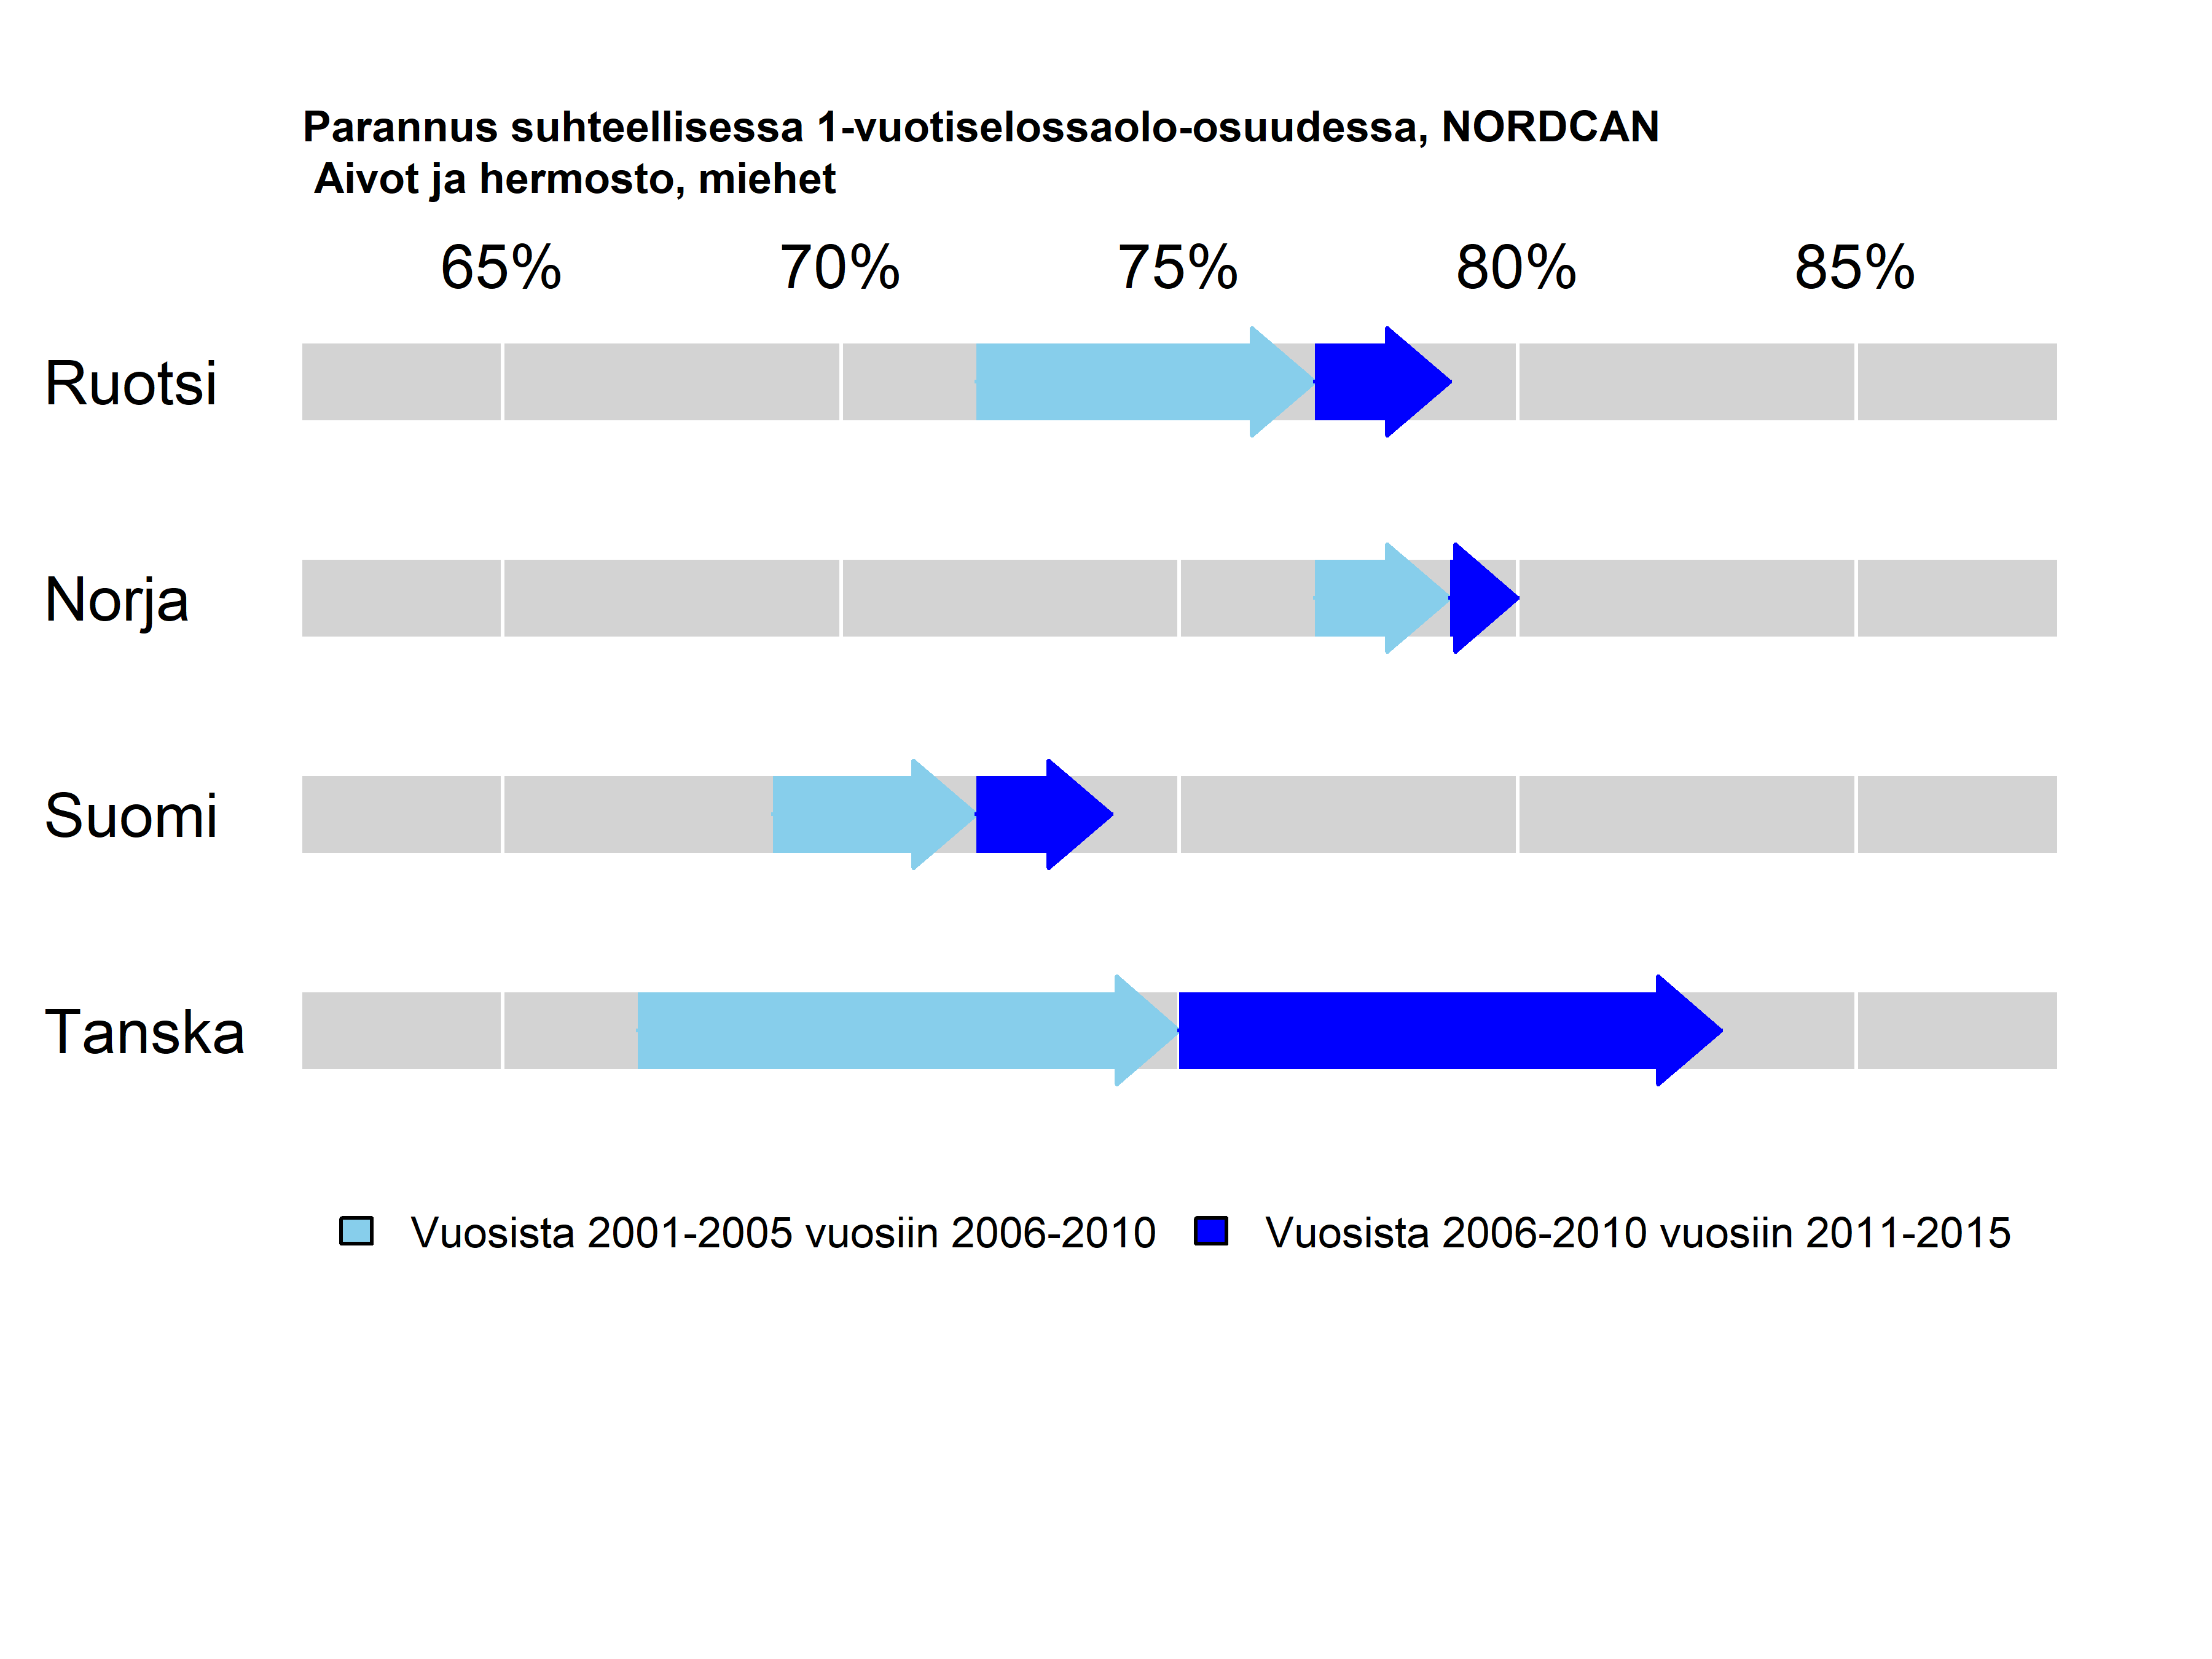 Parannus suhteellisessa 1-vuotiselossaolo-osuudessa, NORDCAN
Aivot ja hermosto, miehet
65% 70% 75% 80% 85%
Ruotsi
Norja
Suomi
Tanska
Vuosista 2001-2005 vuosiin 2006-2010 Vuosista 2006-2010 vuosiin 2011-2015